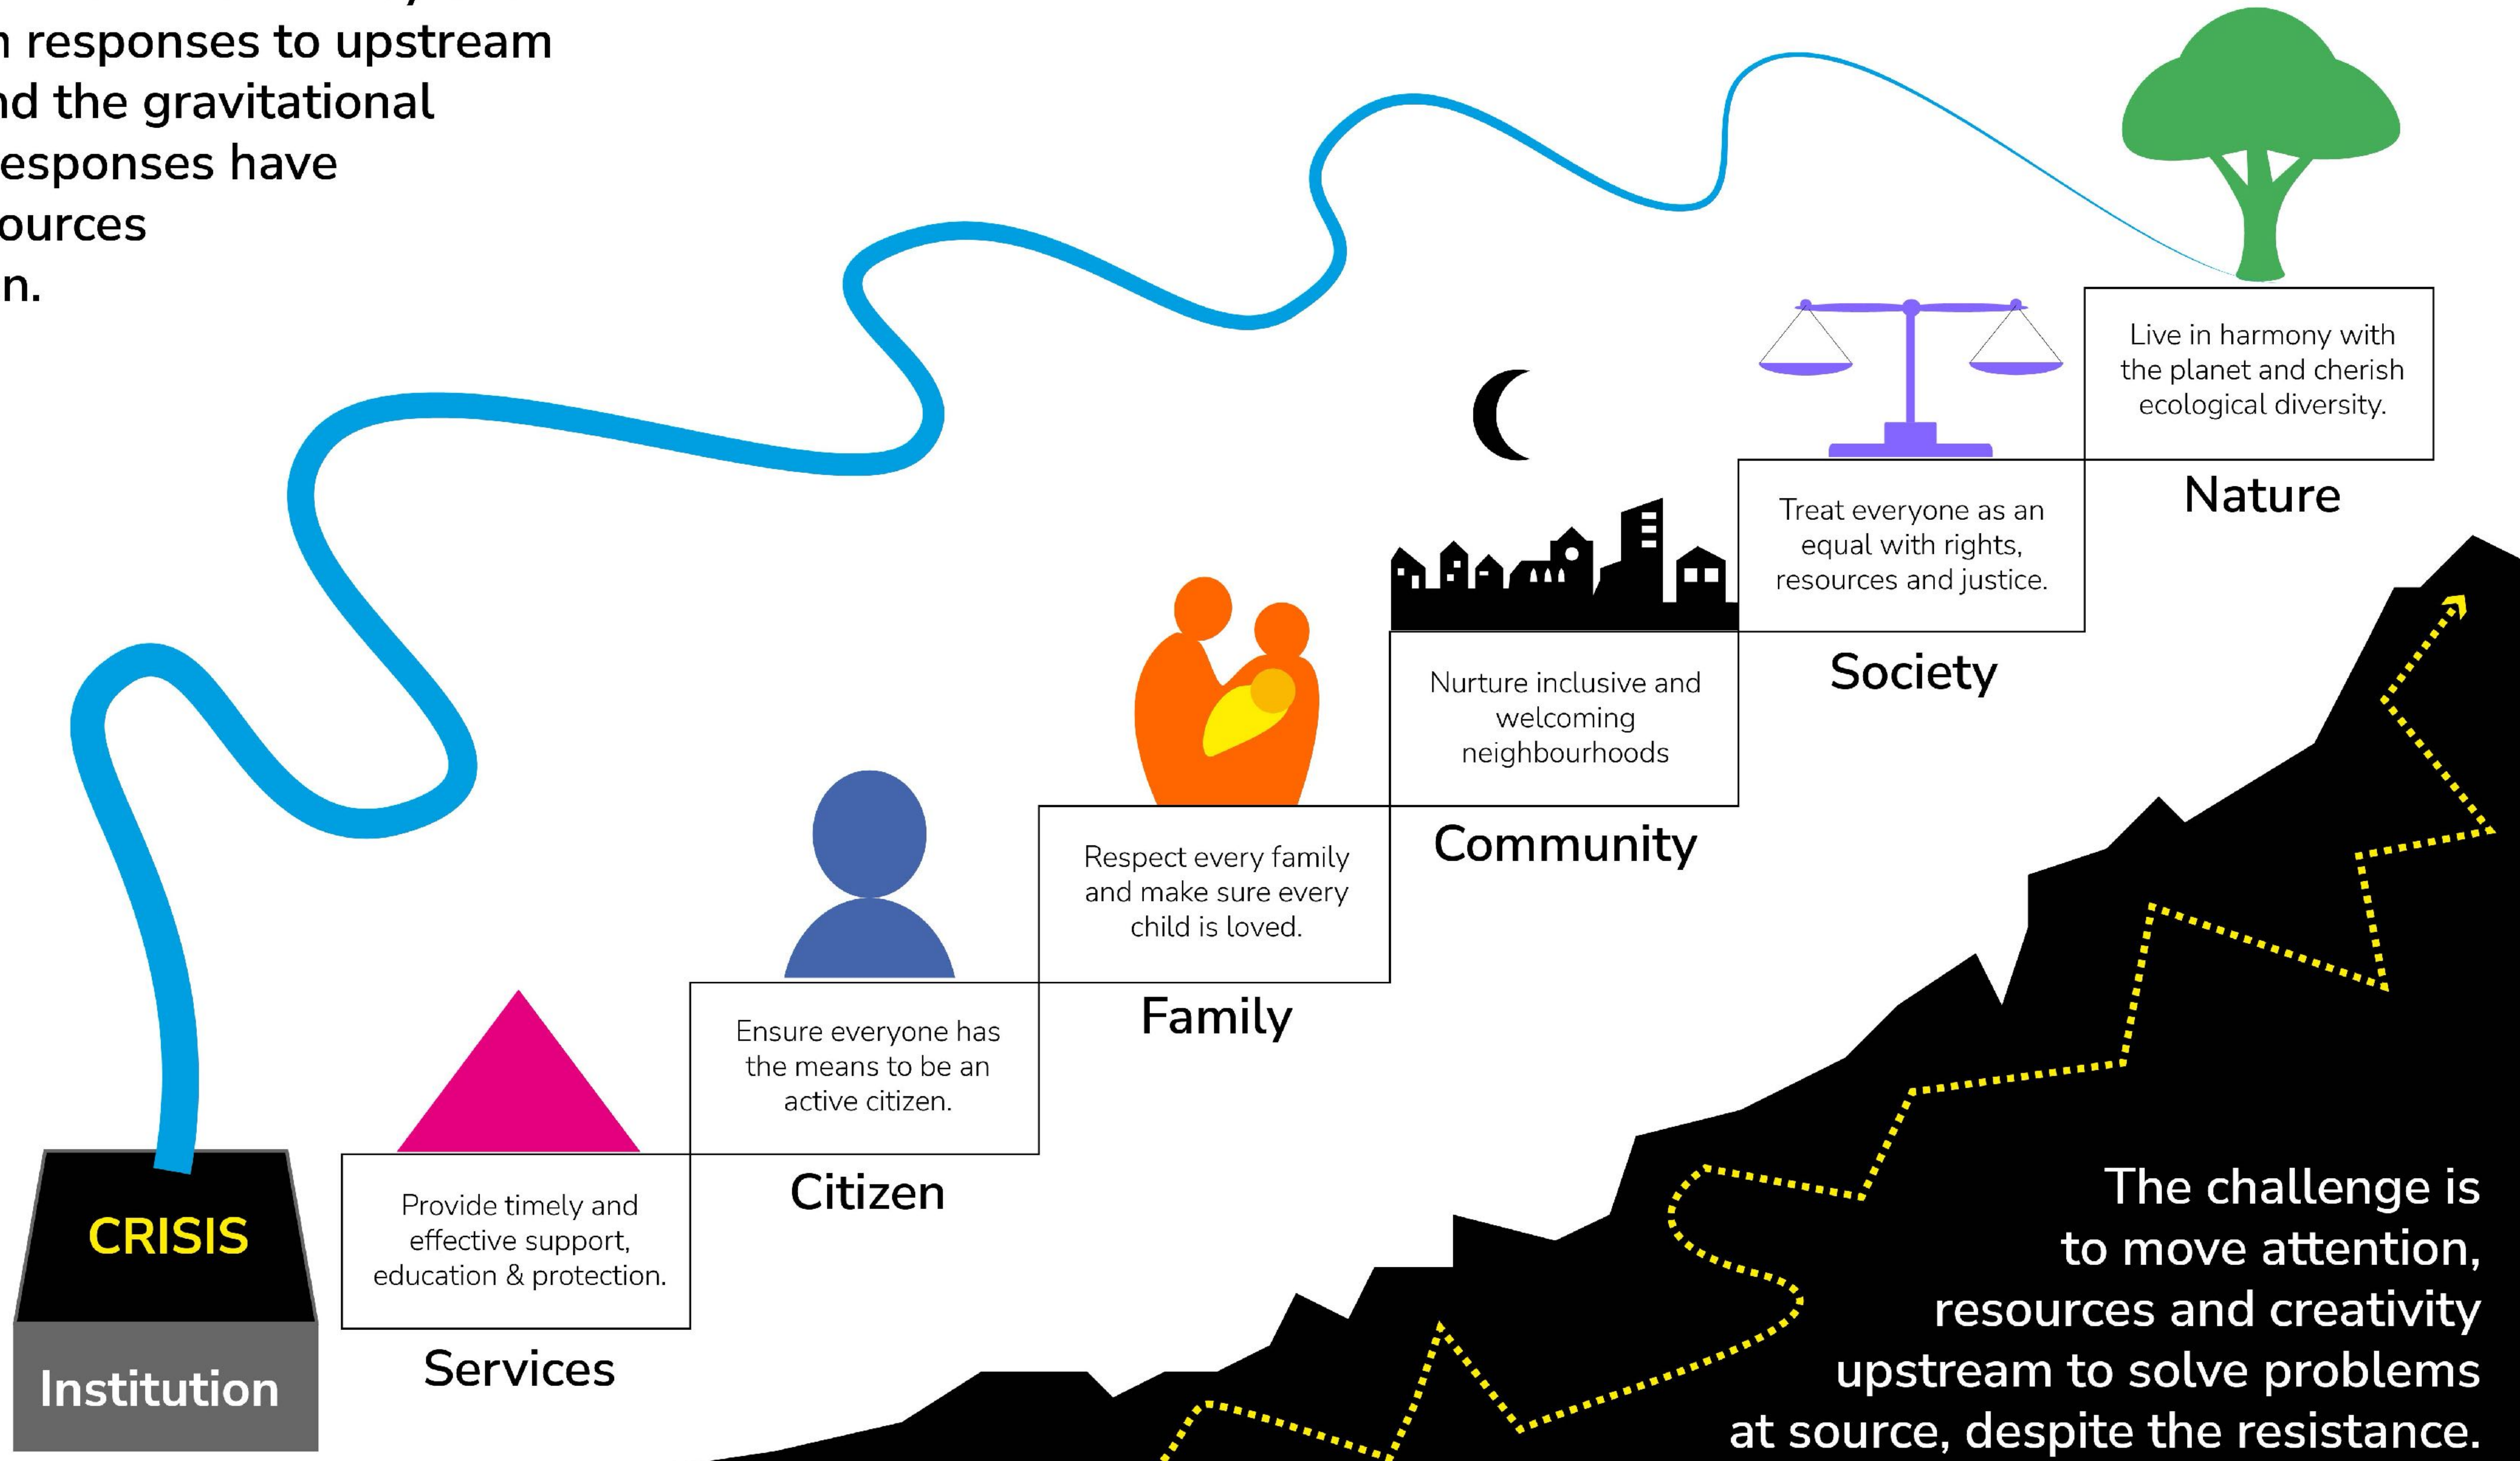 responses to upstream
the gravitational
responses have
n.
Live in harmony with
the planet and cherish
ecological diversity.
Nature
Treat everyone as an
equal with rights,
resources and justice.
Society
Nurture inclusive and
welcoming
neighbourhoods
Community
Respect every family
and make sure every
child is loved.
Family
Ensure everyone has
the means to be an
active citizen.
Citizen
Provide timely and
effective support,
education & protection.
Services
CRISIS
Institution
The challenge is
to move attention,
resources and creativity
upstream to solve problems
at source, despite the resistance.